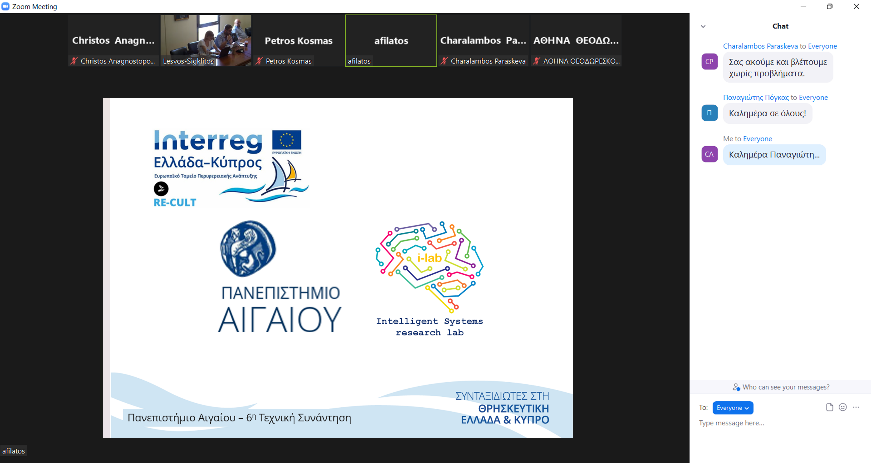 Zoom Meeting
Christos Anagn...
Christos Anagnostopo...
Lesvos-Sigklitos
Petros Kosmas
Petros Kosmas
afilatos
afilatos
Charalambos Pa...
Charalambos Paraskeva
ΑΘΗΝΑ ΘΕΟΔΩ...
ΑΘΗΝΑ ΘΕΟΔΩΡΕΣΚΟ...
Interreg
Ελλάδα-Κύπρος
Ευρωπαϊκό Ταμείο Περιφερειακής Ανάπτυξης
RE-CULT
ΠΑΝΕΠΙΣΤΗΜΙΟ
ΑΙΓΑΙΟΥ
i-lab
Intelligent Systems
research lab
ΣΥΝΤΑΞΙΔΙΩΤΕΣ ΣΤΗ
ΘΡΗΣΚΕΥΤΙΚΗ
ΕΛΛΑΔΑ & ΚΥΠΡΟ
Πανεπιστήμιο Αιγαίου – 6η Τεχνική Συνάντηση
afilatos
Chat
Charalambos Paraskeva to Everyone
CP
Σας ακούμε και βλέπουμε
χωρίς προβλήματα.
Παναγιώτης Πάγκας to Everyone
Π
Καλημέρα σε όλους!
Me to Everyone
Καλημέρα Παναγιώτη...
Who can see your messages?
To: Everyone
Type message here...